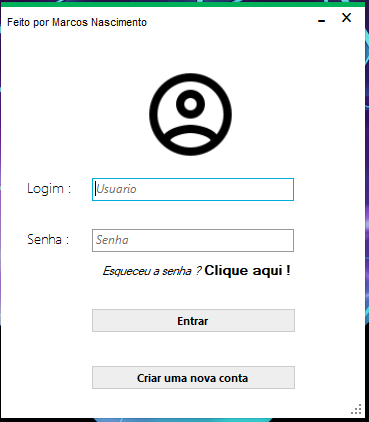 Feito por Marcos Nascimento
Logim : Usuario
Senha : Senha
Esqueceu a senha ? Clique aqui !
Entrar
Criar uma nova conta